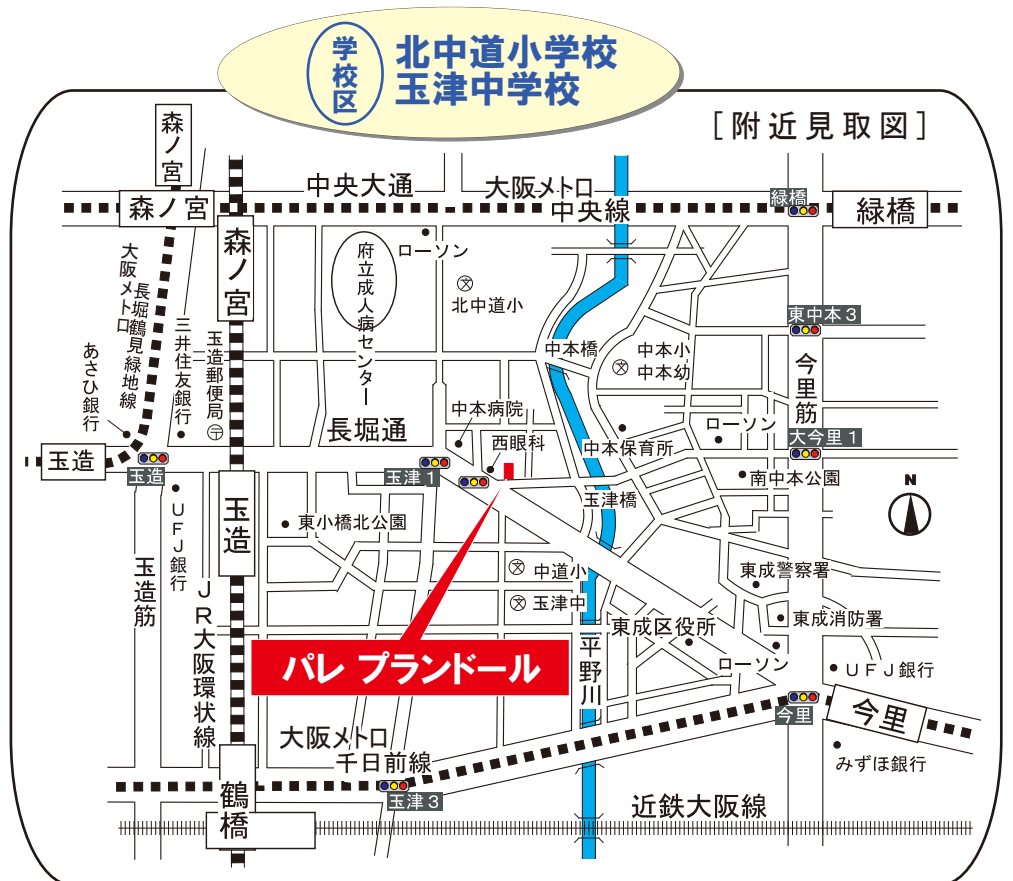 学校区
北中道小学校
玉津中学校
［附近見取図］
森ノ宮
中央大通
大阪メトロ
中央線
緑橋
緑橋
森ノ宮
森ノ宮
府立成人病センター
ローソン
文
北中道小
大阪メトロ
長堀鶴見緑地線
三井住友銀行
玉造郵便局
〒
あさひ銀行
東中本3
中本橋
文
中本小
中本幼
今里筋
中本病院
長堀通
西眼科
ローソン
大今里1
中本保育所
玉造
玉造
玉津1
南中本公園
N
玉造
UFJ銀行
東小橋北公園
玉津橋
玉造筋
JR大阪環状線
文
中道小
文
玉津中
東成警察署
東成消防署
東成区役所
パレ ブランドール
平野川
ローソン
UFJ銀行
今里
今里
大阪メトロ
千日前線
みずほ銀行
玉津3
鶴橋
近鉄大阪線